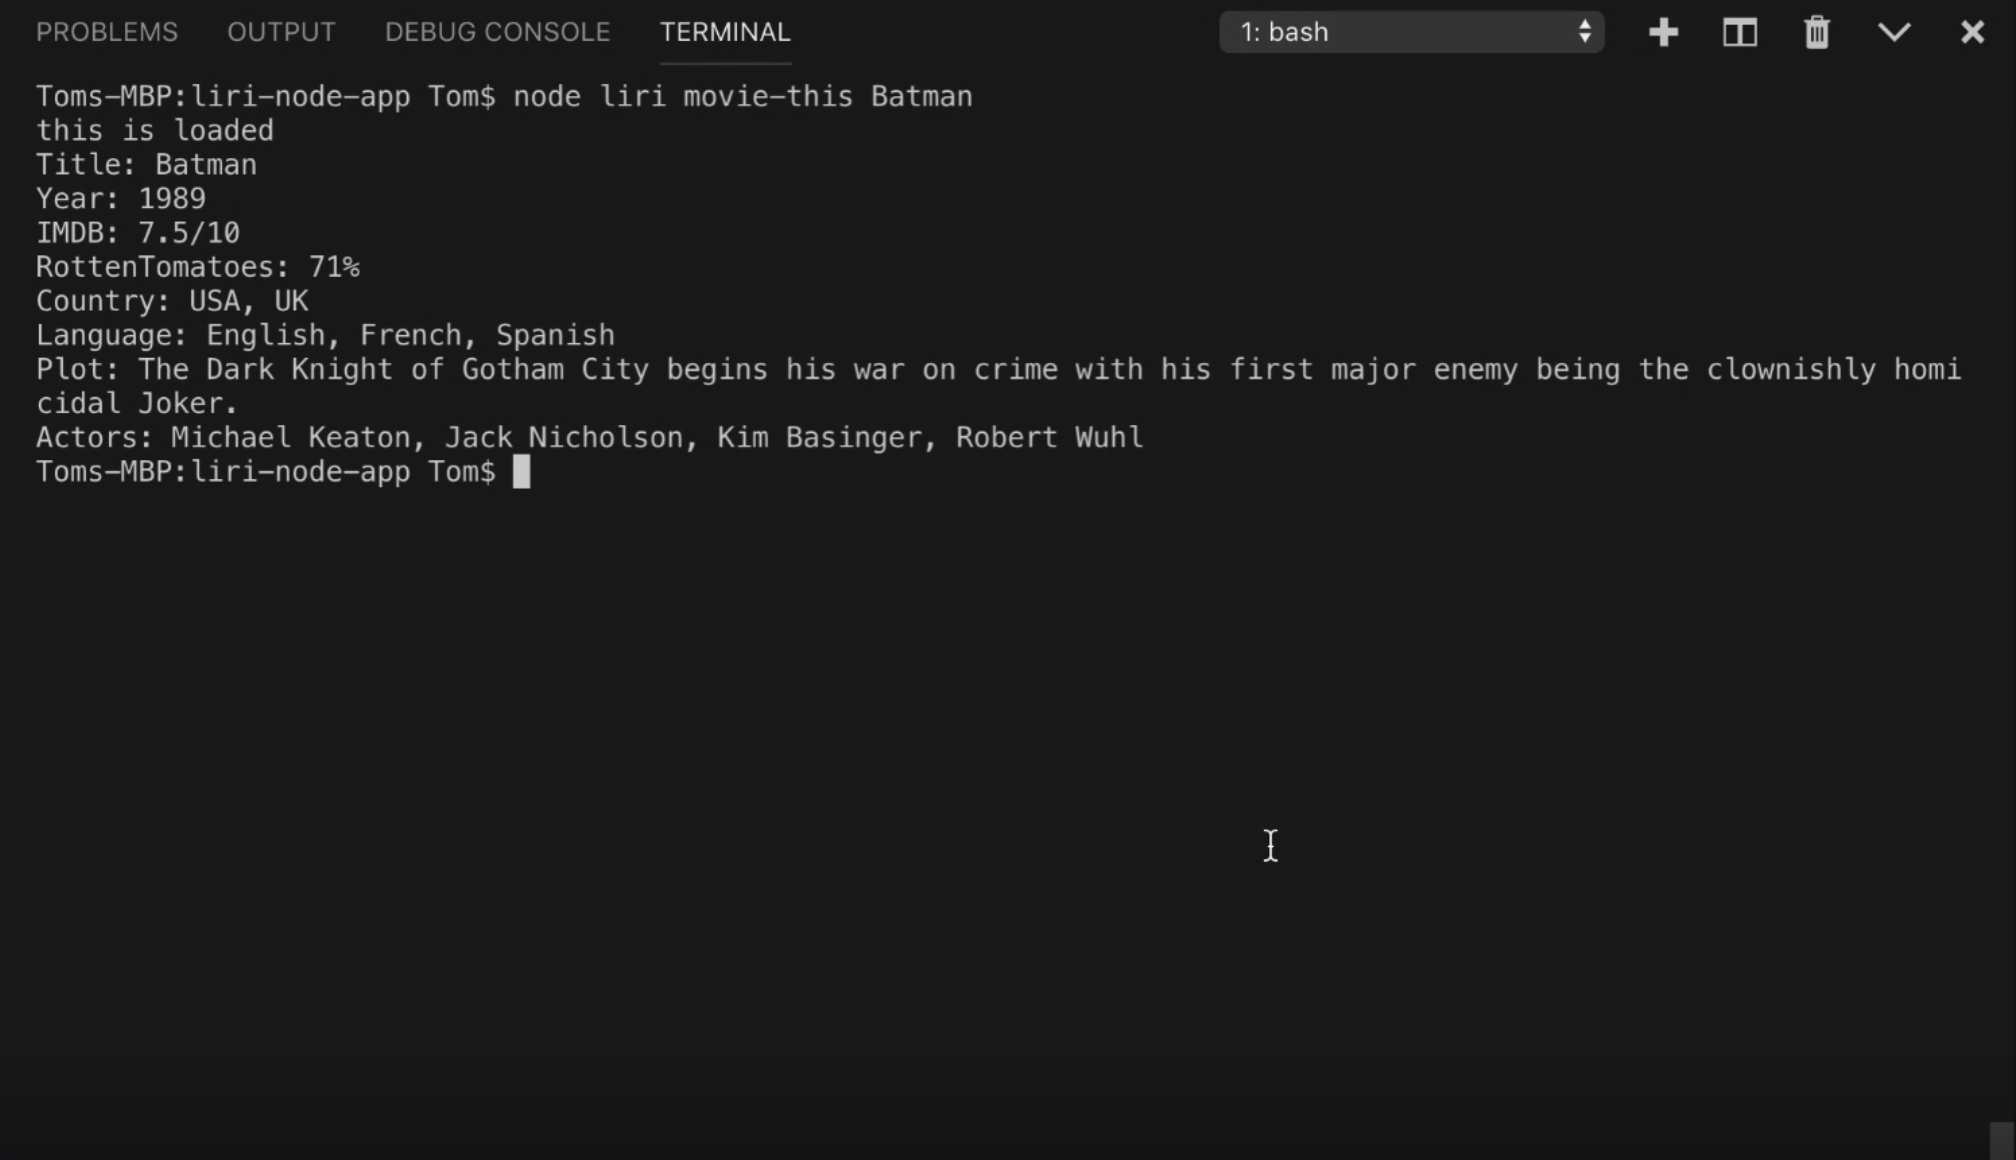 PROBLEMS OUTPUT DEBUG CONSOLE TERMINAL 1: bash
Toms-MBP:liri-node-app Tom$ node liri movie-this Batman
this is loaded
Title: Batman
Year: 1989
IMDB: 7.5/10
RottenTomatoes: 71%
Country: USA, UK
Language: English, French, Spanish
Plot: The Dark Knight of Gotham City begins his war on crime with his first major enemy being the clownishly homi
cidal Joker.
Actors: Michael Keaton, Jack Nicholson, Kim Basinger, Robert Wuhl
Toms-MBP:liri-node-app Tom$